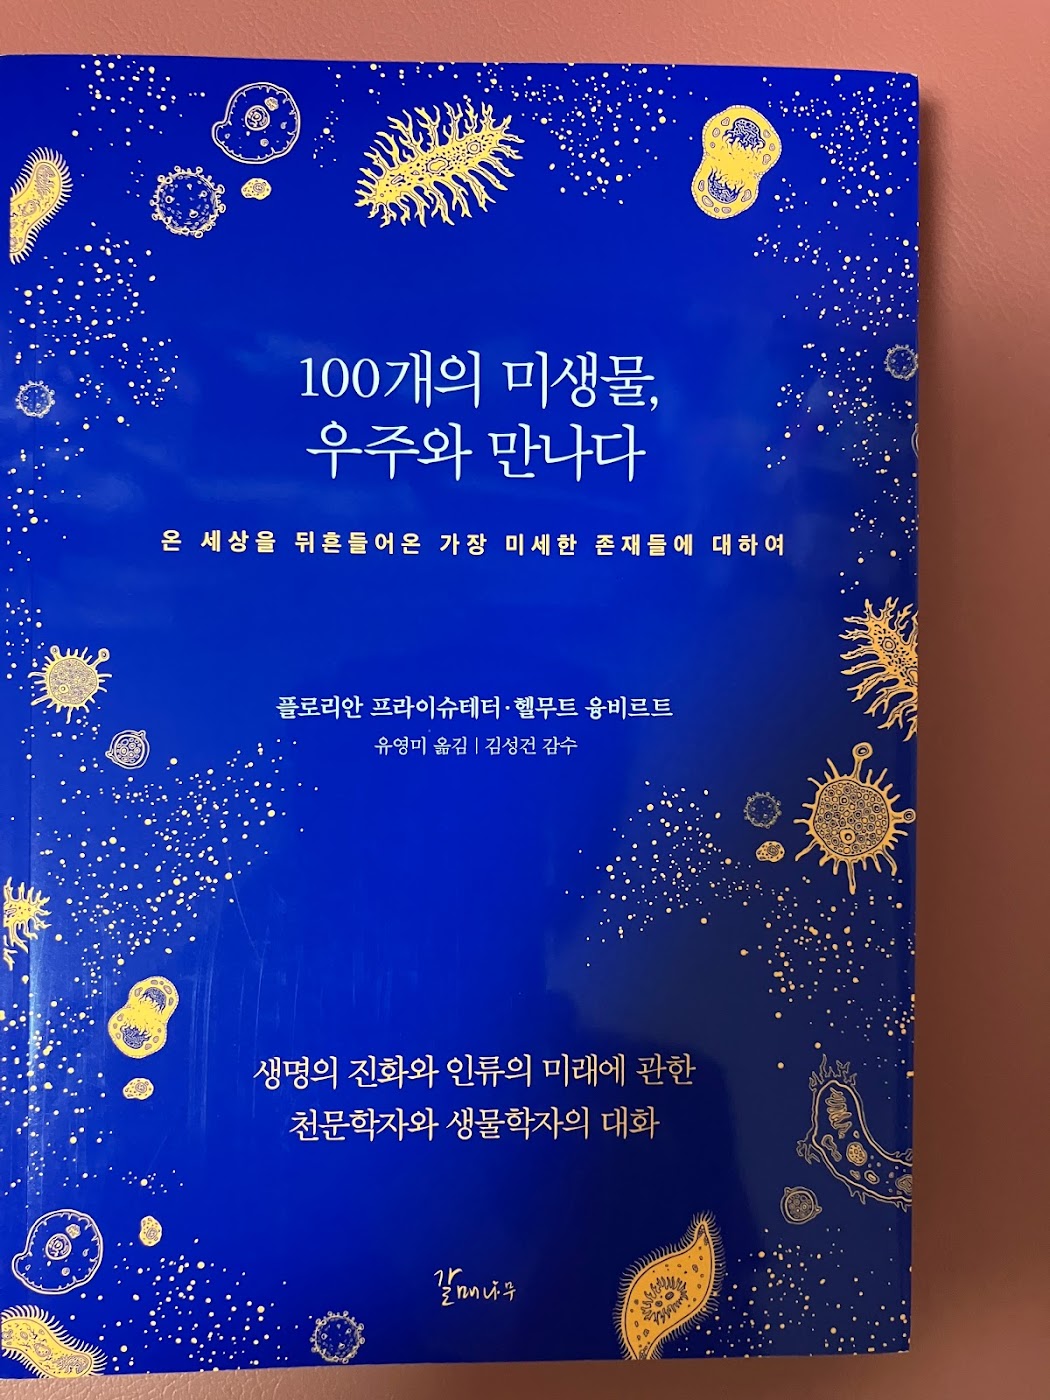 100개의 미생물,
우주와 만나다
온 세상을 뒤흔들어온 가장 미세한 존재들에 대하여
플로리안 프라이슈테터·헬무트 융비르트
유영미 옮김 | 김성건 감수
생명의 진화와 인류의 미래에 관한
천문학자와 생물학자의 대화
갈매나무